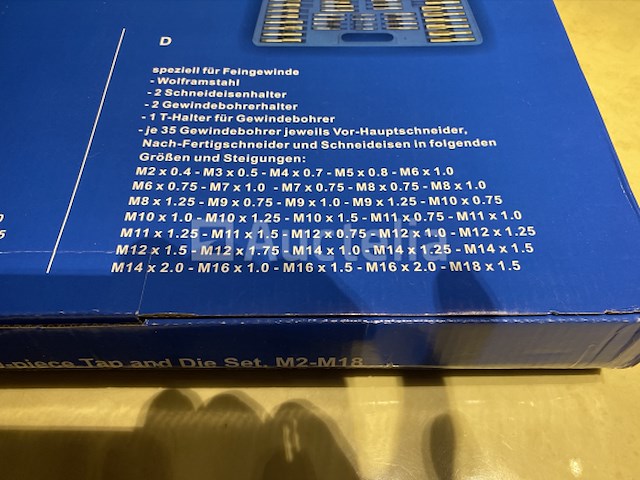 D
speziell für Feingewinde
- Wolframstahl
- 2 Schneideisenhalter
- 2 Gewindebohrerhalter
- 1 T-Halter für Gewindebohrer
- je 35 Gewindebohrer jeweils Vor-Hauptschneider,
Nach-Fertigschneider und Schneideisen in folgenden
Größen und Steigungen:
M2 x 0.4 - M3 x 0.5 - M4 x 0.7 - M5 x 0.8 - M6 x 1.0
M6 x 0.75 - M7 x 1.0 - M7 x 0.75 - M8 x 0.75 - M8 x 1.0
M8 x 1.25 - M9 x 0.75 - M9 x 1.0 - M9 x 1.25 - M10 x 0.75
M10 x 1.0 - M10 x 1.25 - M10 x 1.5 - M11 x 0.75 - M11 x 1.0
M11 x 1.25 - M11 x 1.5 - M12 x 0.75 - M12 x 1.0 - M12 x 1.25
M12 x 1.5 - M12 x 1.75 - M14 x 1.0 - M14 x 1.25 - M14 x 1.5
M14 x 2.0 - M16 x 1.0 - M16 x 1.5 - M16 x 2.0 - M18 x 1.5
Auctelia
-piece Tap and Die Set, M2-M18